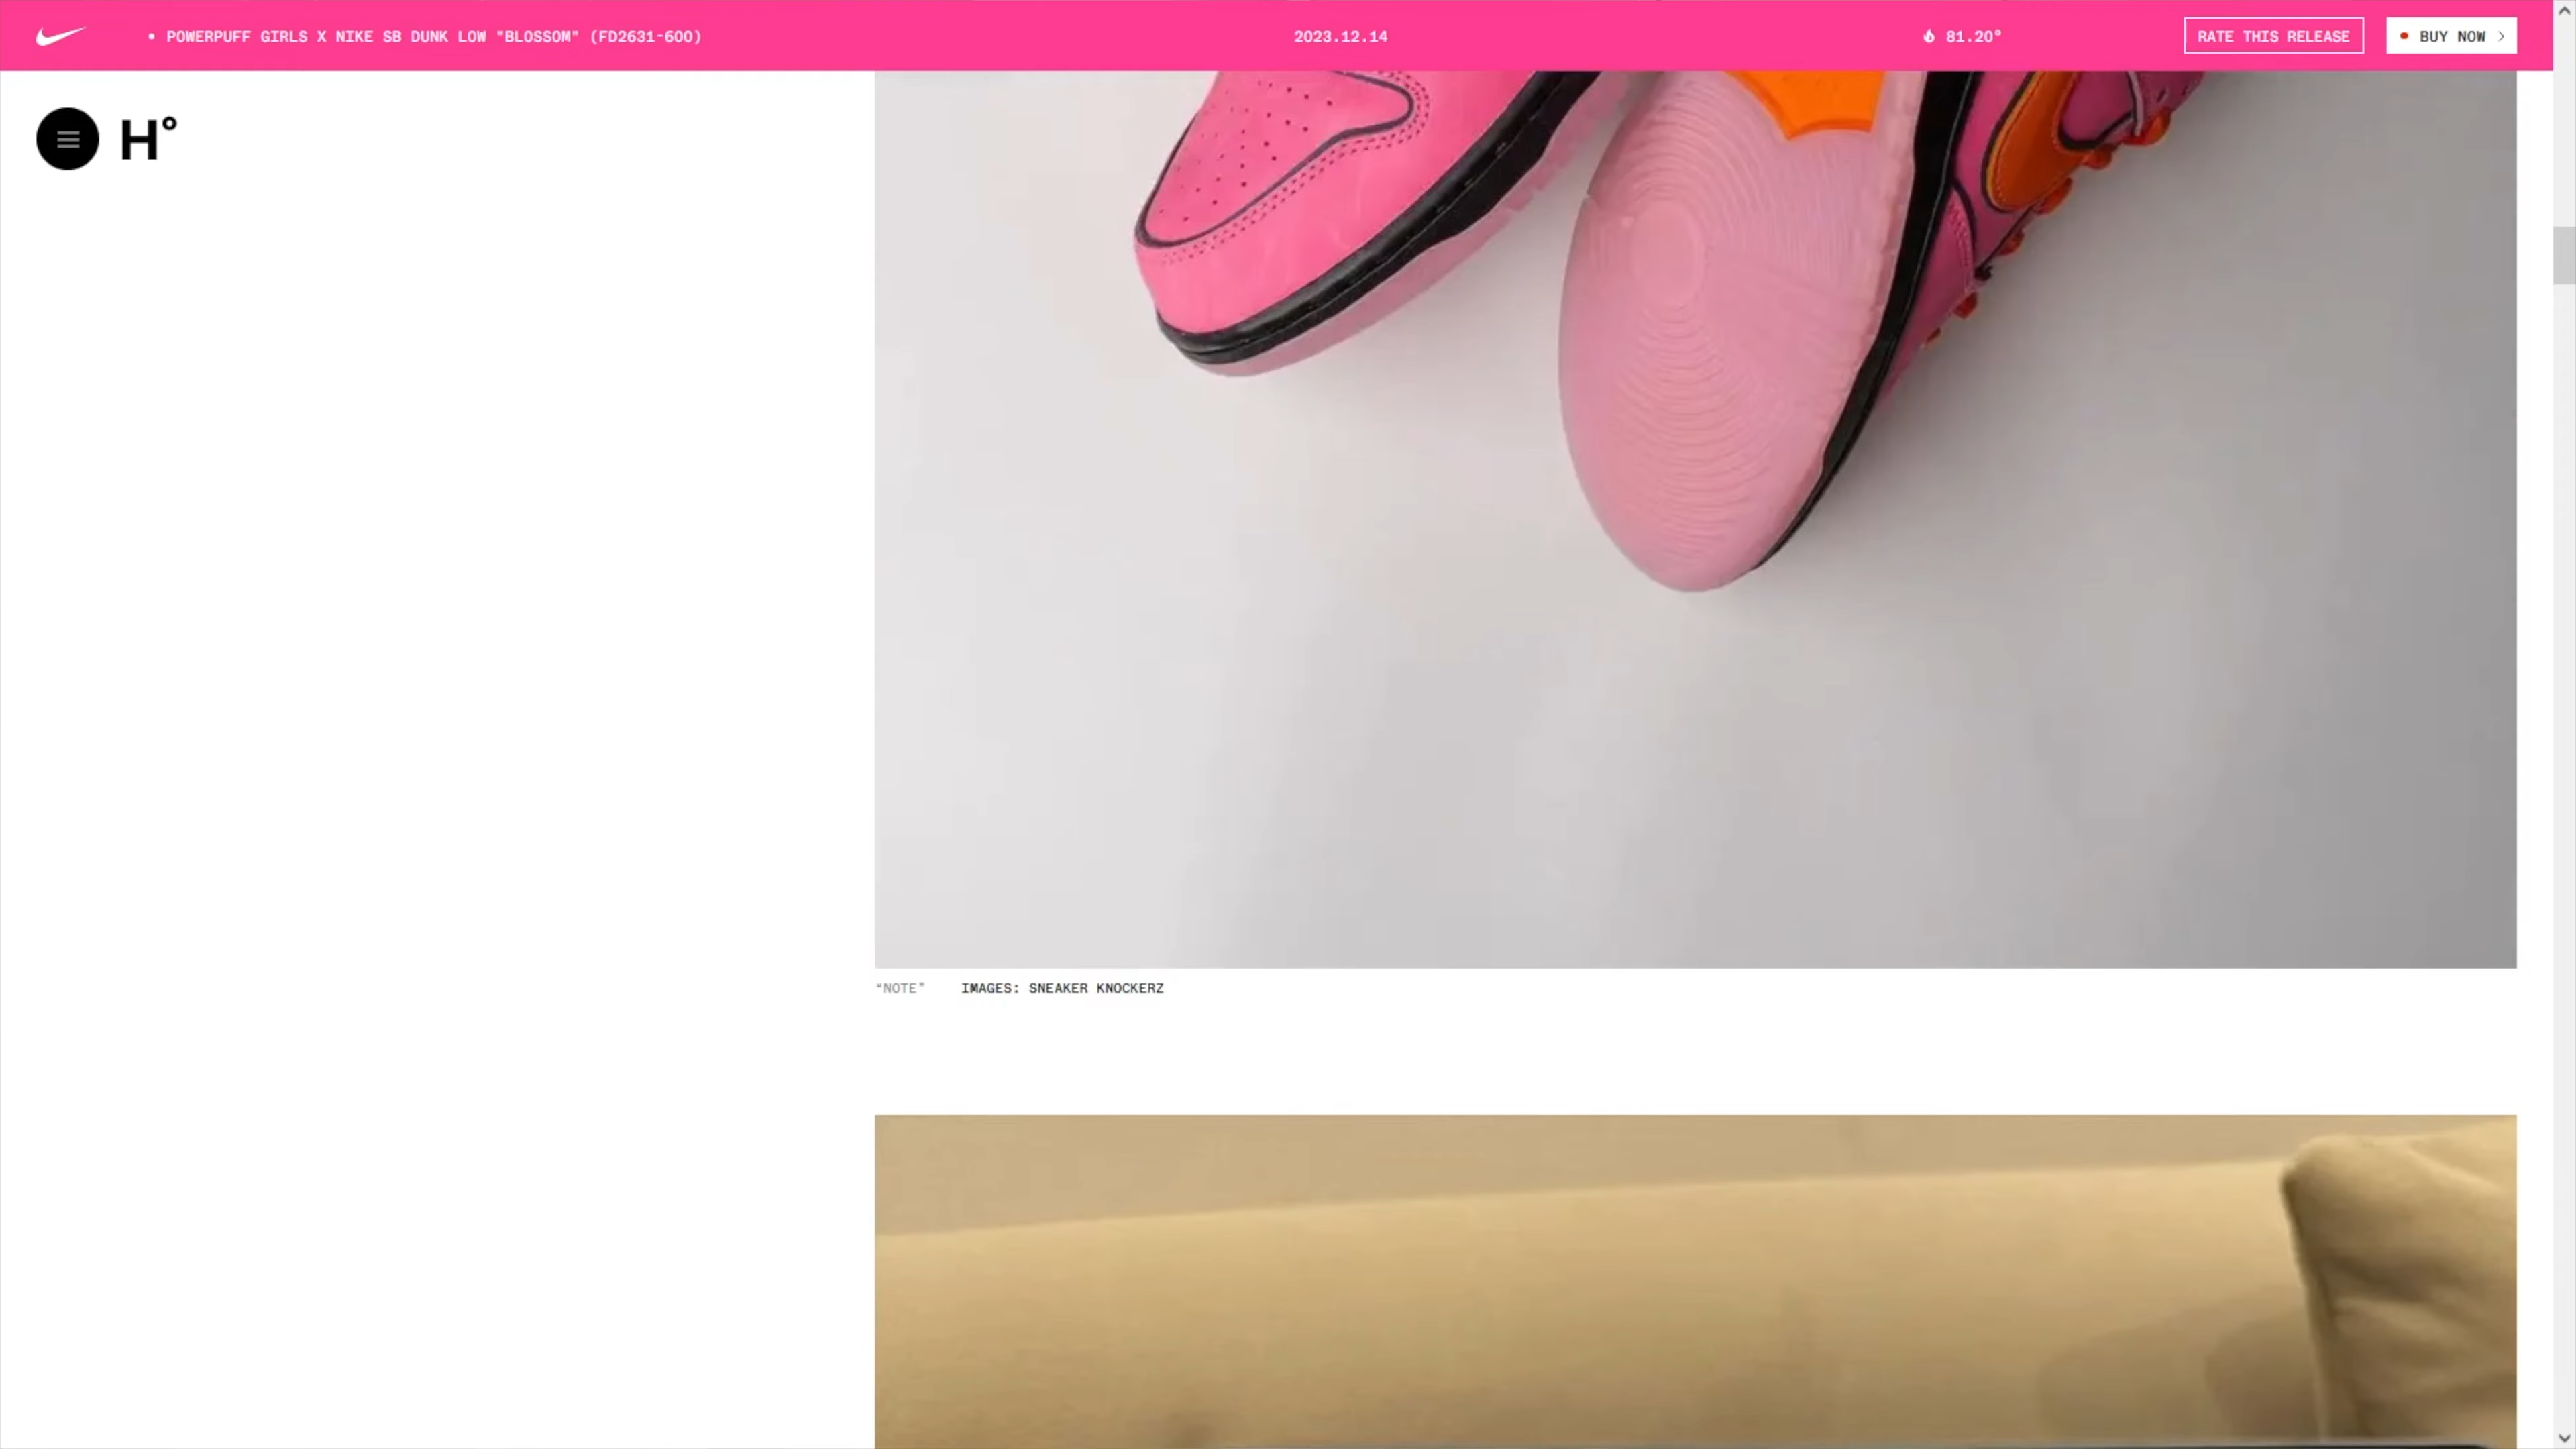 • POWERPUFF GIRLS X NIKE SB DUNK LOW "BLOSSOM" (FD2631-600)
2023.12.14
81.20°
RATE THIS RELEASE
• BUY NOW >
H°
“NOTE” IMAGES: SNEAKER KNOCKERZ